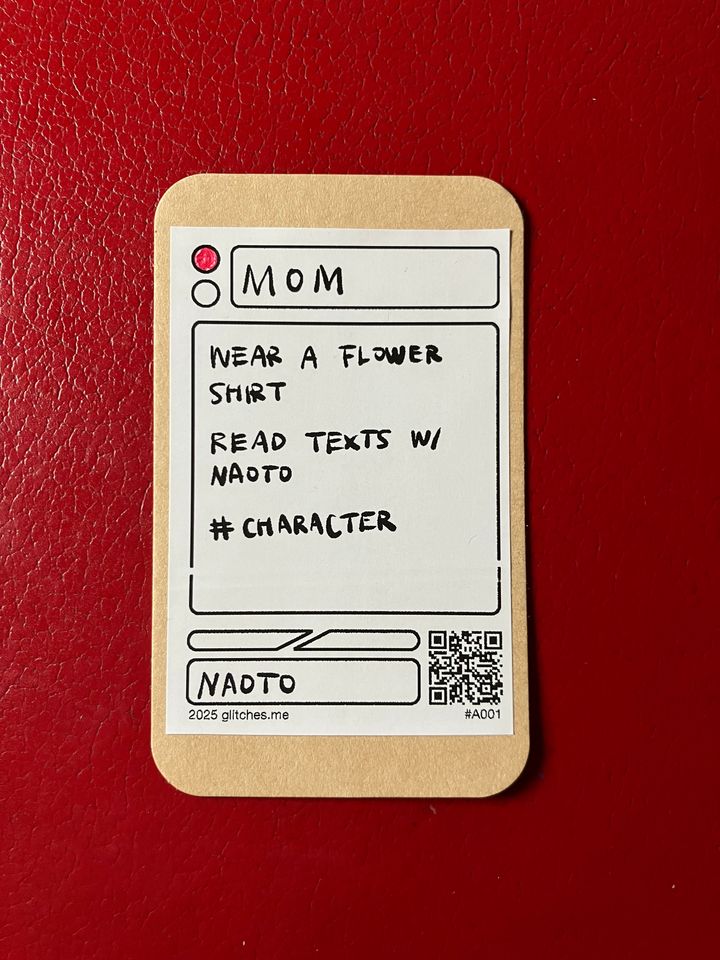 MOM
WEAR A FLOWER
SHIRT
READ TEXTS W/
NAOTO
# CHARACTER
NAOTO
2025 glitches.me
#A001